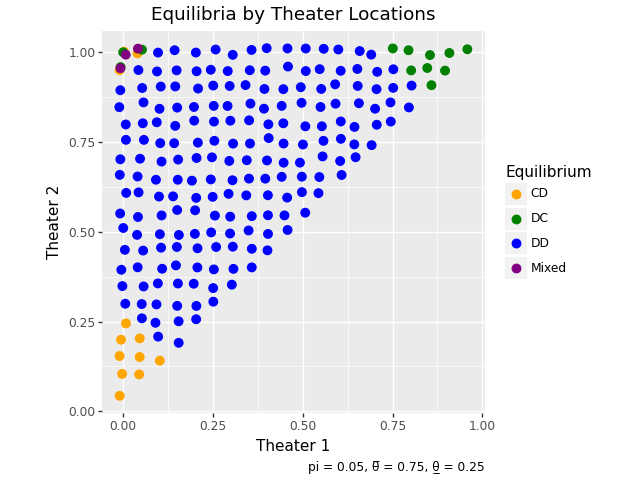 Equilibria by Theater Locations
1.00
0.75
0.50
0.25
0.00
Theater 2
0.00 0.25 0.50 0.75 1.00
Theater 1
Equilibrium
CD
DC
DD
Mixed
pi = 0.05, θ̅ = 0.75, θ̲ = 0.25